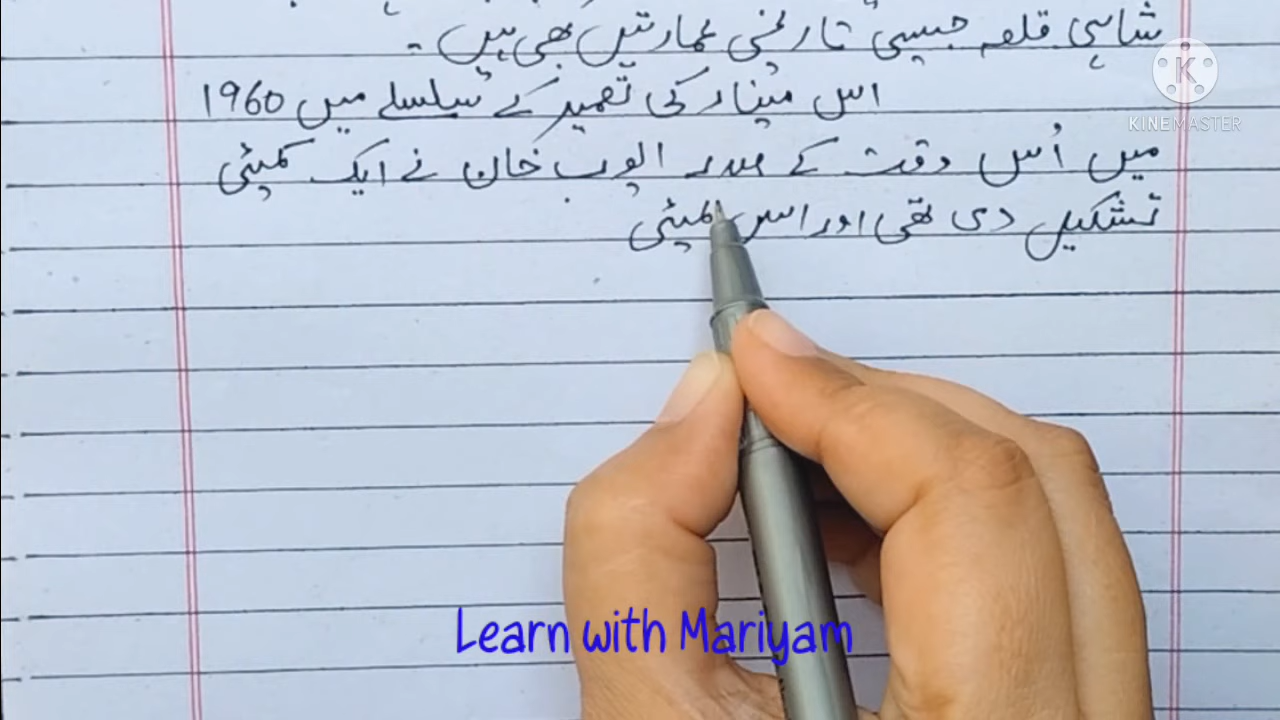 شاہی قلعہ جیسی تاریخی عمارتیں بھی ہیں۔
اس مینار کی تعمیر کے سلسلے میں 1960
میں اُس وقت کے صدر ایوب خان نے ایک کمیٹی
تشکیل دی تھی اور اس کمیٹی
K
KINEMASTER
Learn with Mariyam